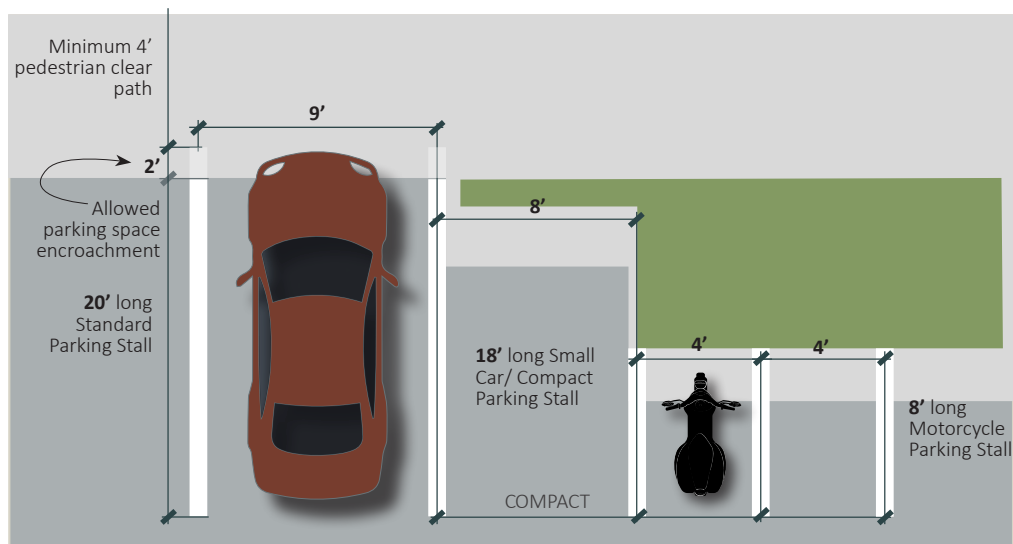 Minimum 4’
pedestrian clear
path
9’
2’
Allowed
parking space
encroachment
8’
20’ long
Standard
Parking Stall
18’ long Small
Car/ Compact
Parking Stall
4’
4’
8’ long
Motorcycle
Parking Stall
COMPACT